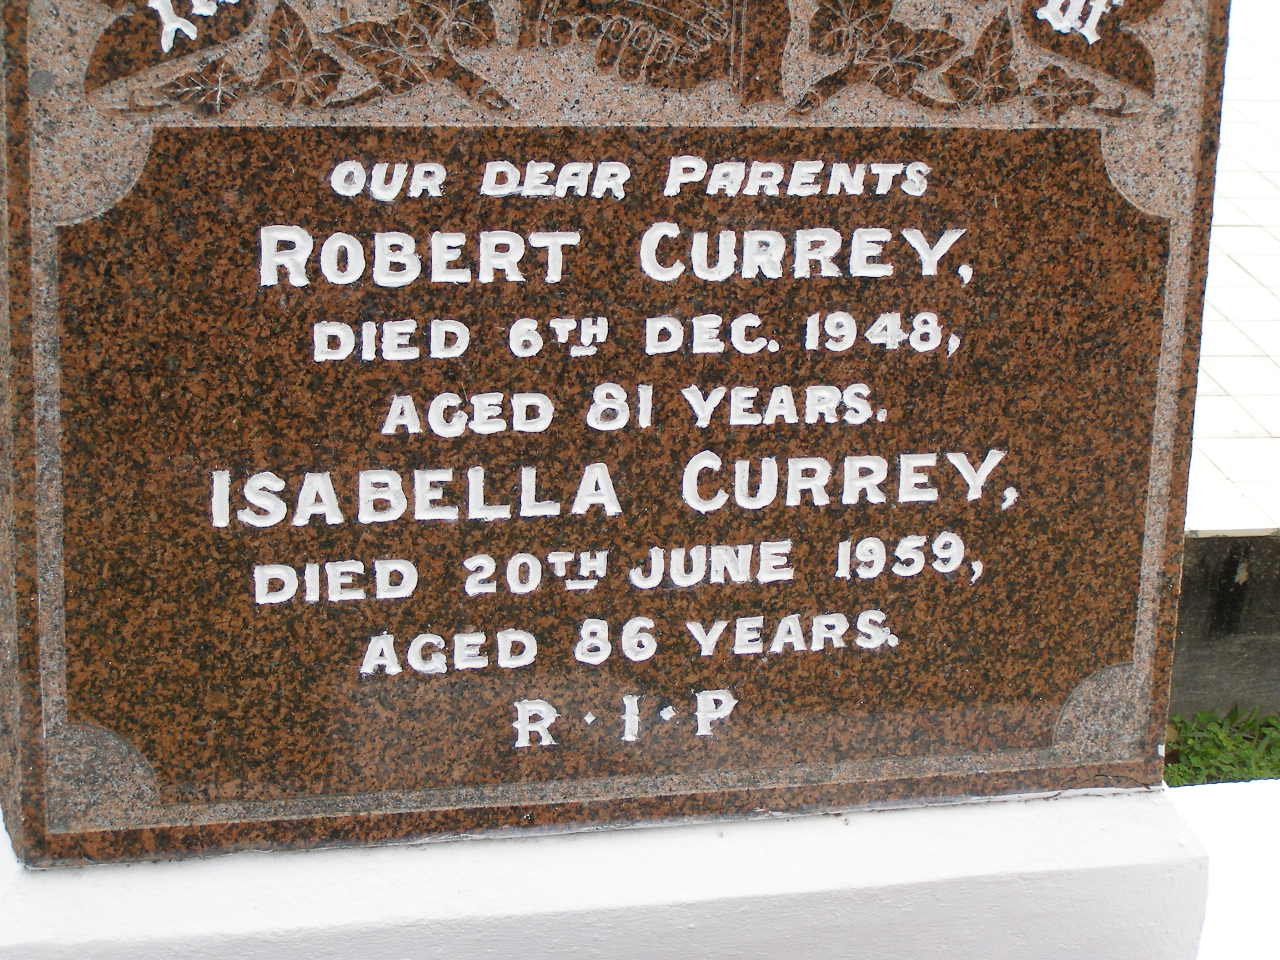 OUR DEAR PARENTS
ROBERT CURREY,
DIED 6TH DEC. 1948,
AGED 81 YEARS.
ISABELLA CURREY,
DIED 20TH JUNE 1959,
AGED 86 YEARS.
R·I·P